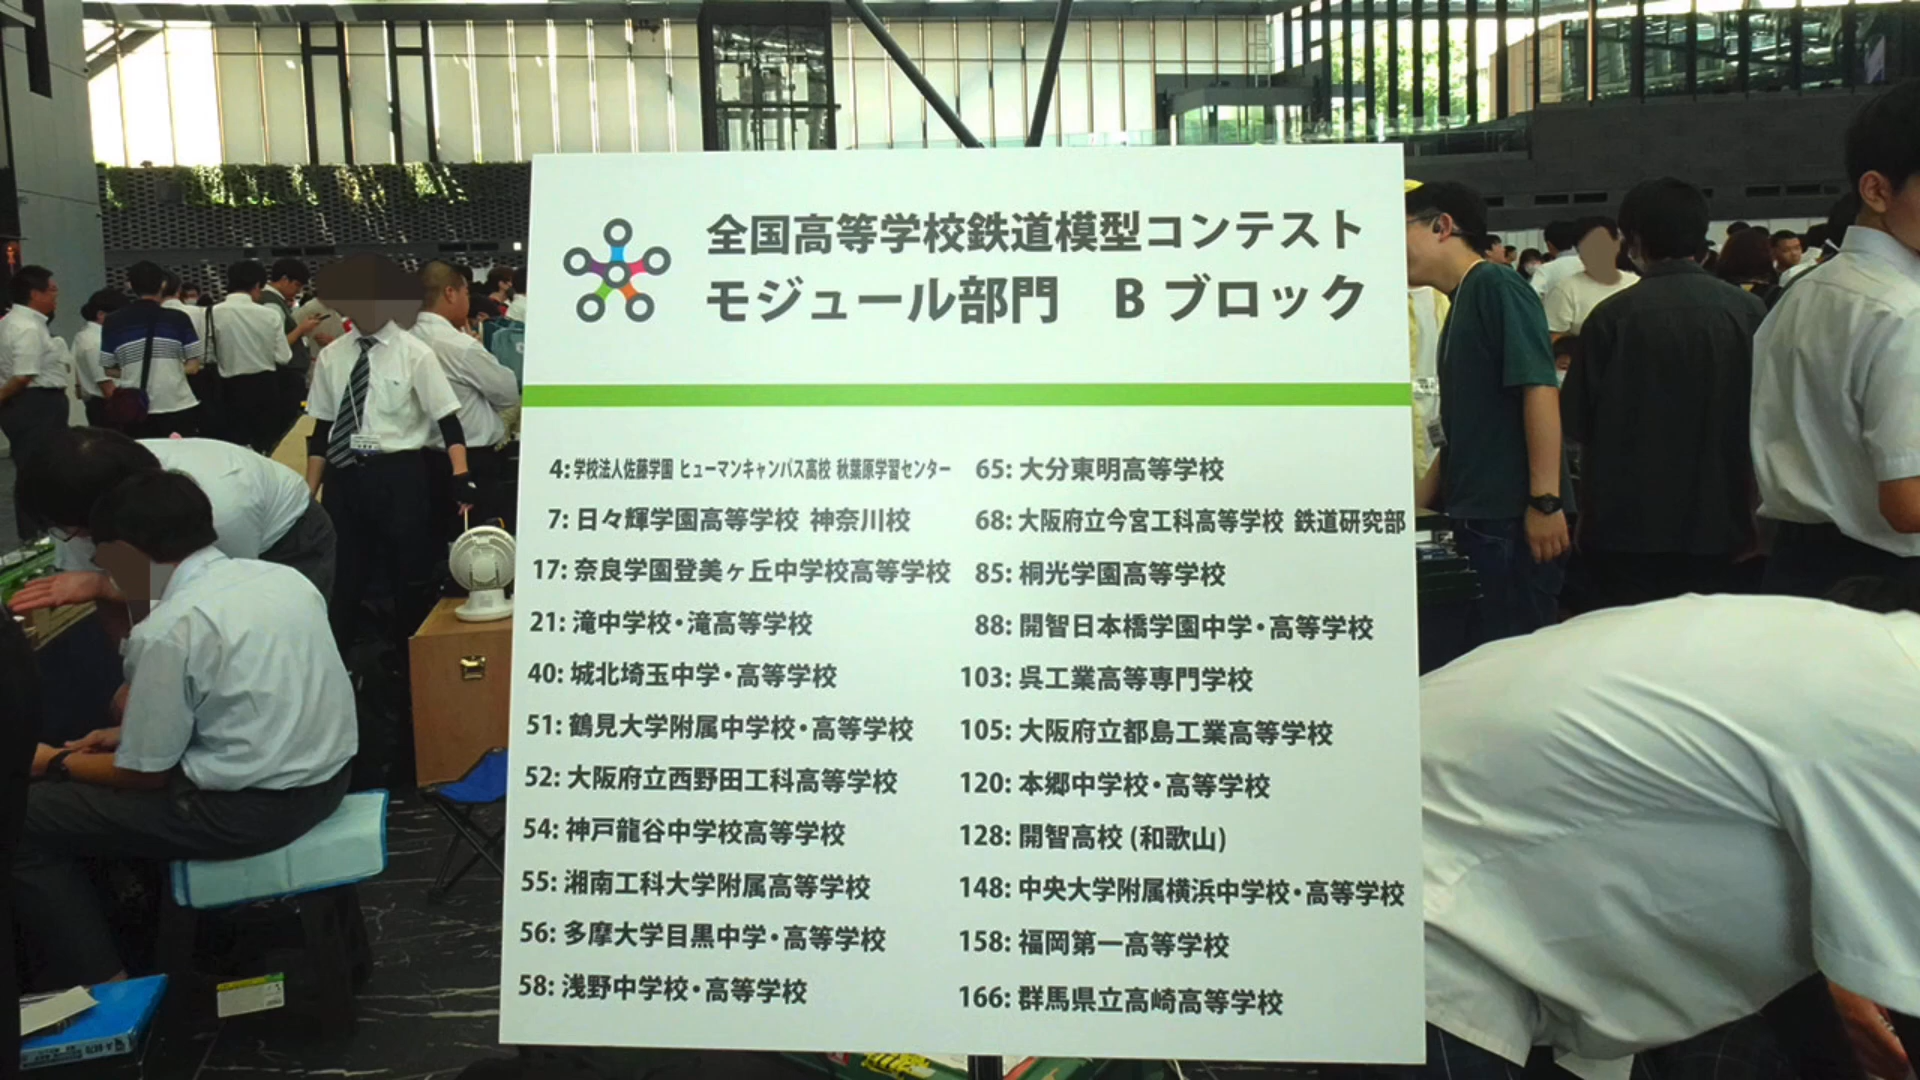 全国高等学校鉄道模型コンテスト
モジュール部門 B ブロック
4: 学校法人佐藤学園 ヒューマンキャンパス高校 秋葉原学習センター
7: 日々輝学園高等学校 神奈川校
17: 奈良学園登美ヶ丘中学校高等学校
21: 滝中学校・滝高等学校
40: 城北埼玉中学・高等学校
51: 鶴見大学附属中学校・高等学校
52: 大阪府立西野田工科高等学校
54: 神戸龍谷中学校高等学校
55: 湘南工科大学附属高等学校
56: 多摩大学目黒中学・高等学校
58: 浅野中学校・高等学校
65: 大分東明高等学校
68: 大阪府立今宮工科高等学校 鉄道研究部
85: 桐光学園高等学校
88: 開智日本橋学園中学・高等学校
103: 呉工業高等専門学校
105: 大阪府立都島工業高等学校
120: 本郷中学校・高等学校
128: 開智高校 (和歌山)
148: 中央大学附属横浜中学校・高等学校
158: 福岡第一高等学校
166: 群馬県立高崎高等学校